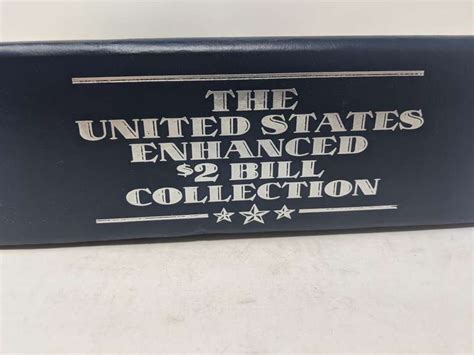 THE
UNITED STATES
ENHANCED
$2 BILL
COLLECTION